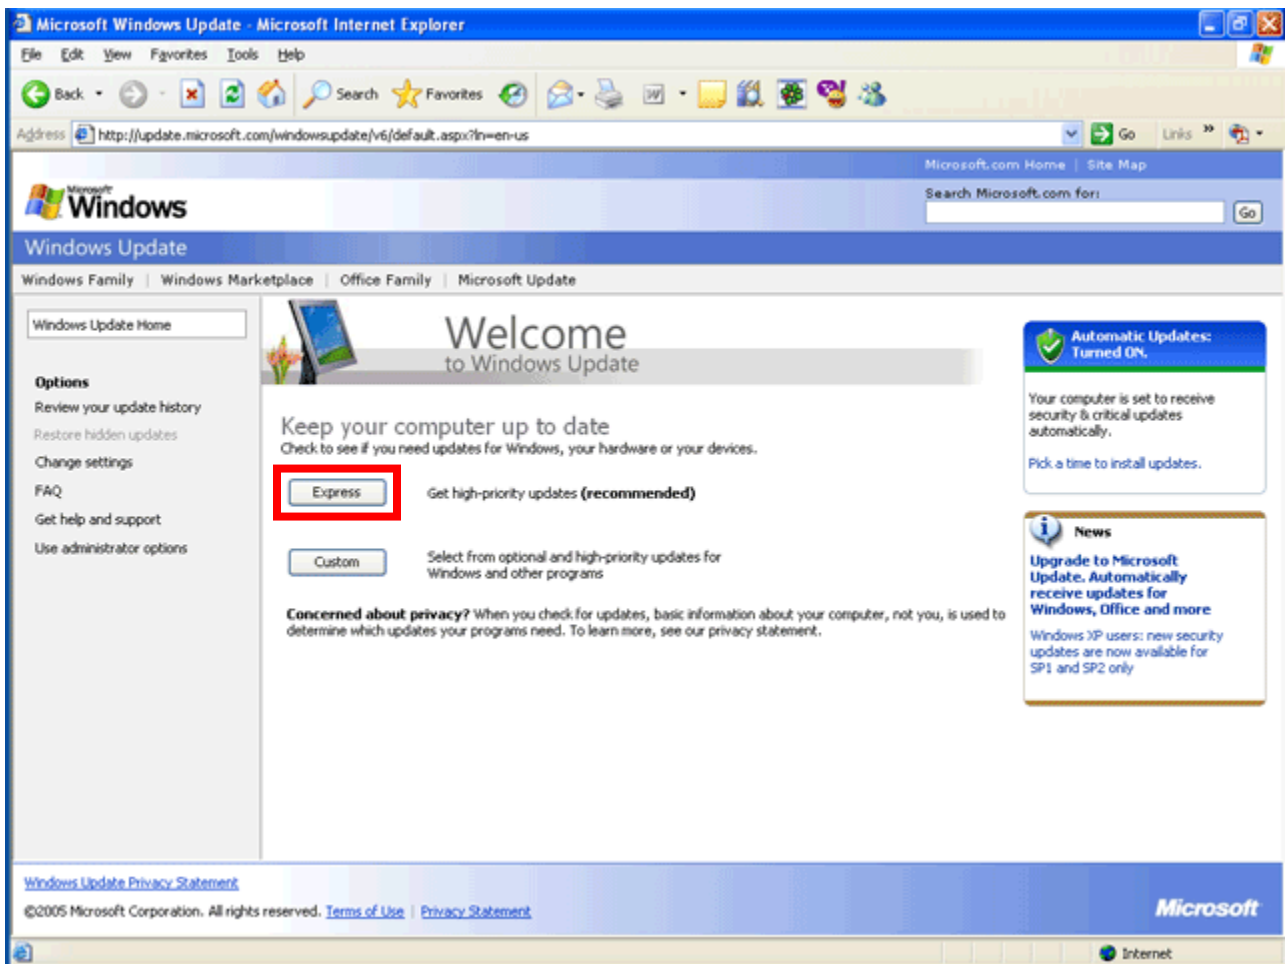 Microsoft Windows Update - Microsoft Internet Explorer
File Edit View Favorites Tools Help
Back Search Favorites
Address http://update.microsoft.com/windowsupdate/v6/default.aspx?ln=en-us Go Links »
Microsoft.com Home | Site Map
Microsoft
Windows
Search Microsoft.com for:
Go
Windows Update
Windows Family | Windows Marketplace | Office Family | Microsoft Update
Windows Update Home
Options
Review your update history
Restore hidden updates
Change settings
FAQ
Get help and support
Use administrator options
Welcome
to Windows Update
Keep your computer up to date
Check to see if you need updates for Windows, your hardware or your devices.
Express Get high-priority updates (recommended)
Custom Select from optional and high-priority updates for
Windows and other programs
Concerned about privacy? When you check for updates, basic information about your computer, not you, is used to
determine which updates your programs need. To learn more, see our privacy statement.
Automatic Updates:
Turned ON.
Your computer is set to receive
security & critical updates
automatically.
Pick a time to install updates.
News
Upgrade to Microsoft
Update. Automatically
receive updates for
Windows, Office and more
Windows XP users: new security
updates are now available for
SP1 and SP2 only
Windows Update Privacy Statement
©2005 Microsoft Corporation. All rights reserved. Terms of Use | Privacy Statement
Microsoft
Internet